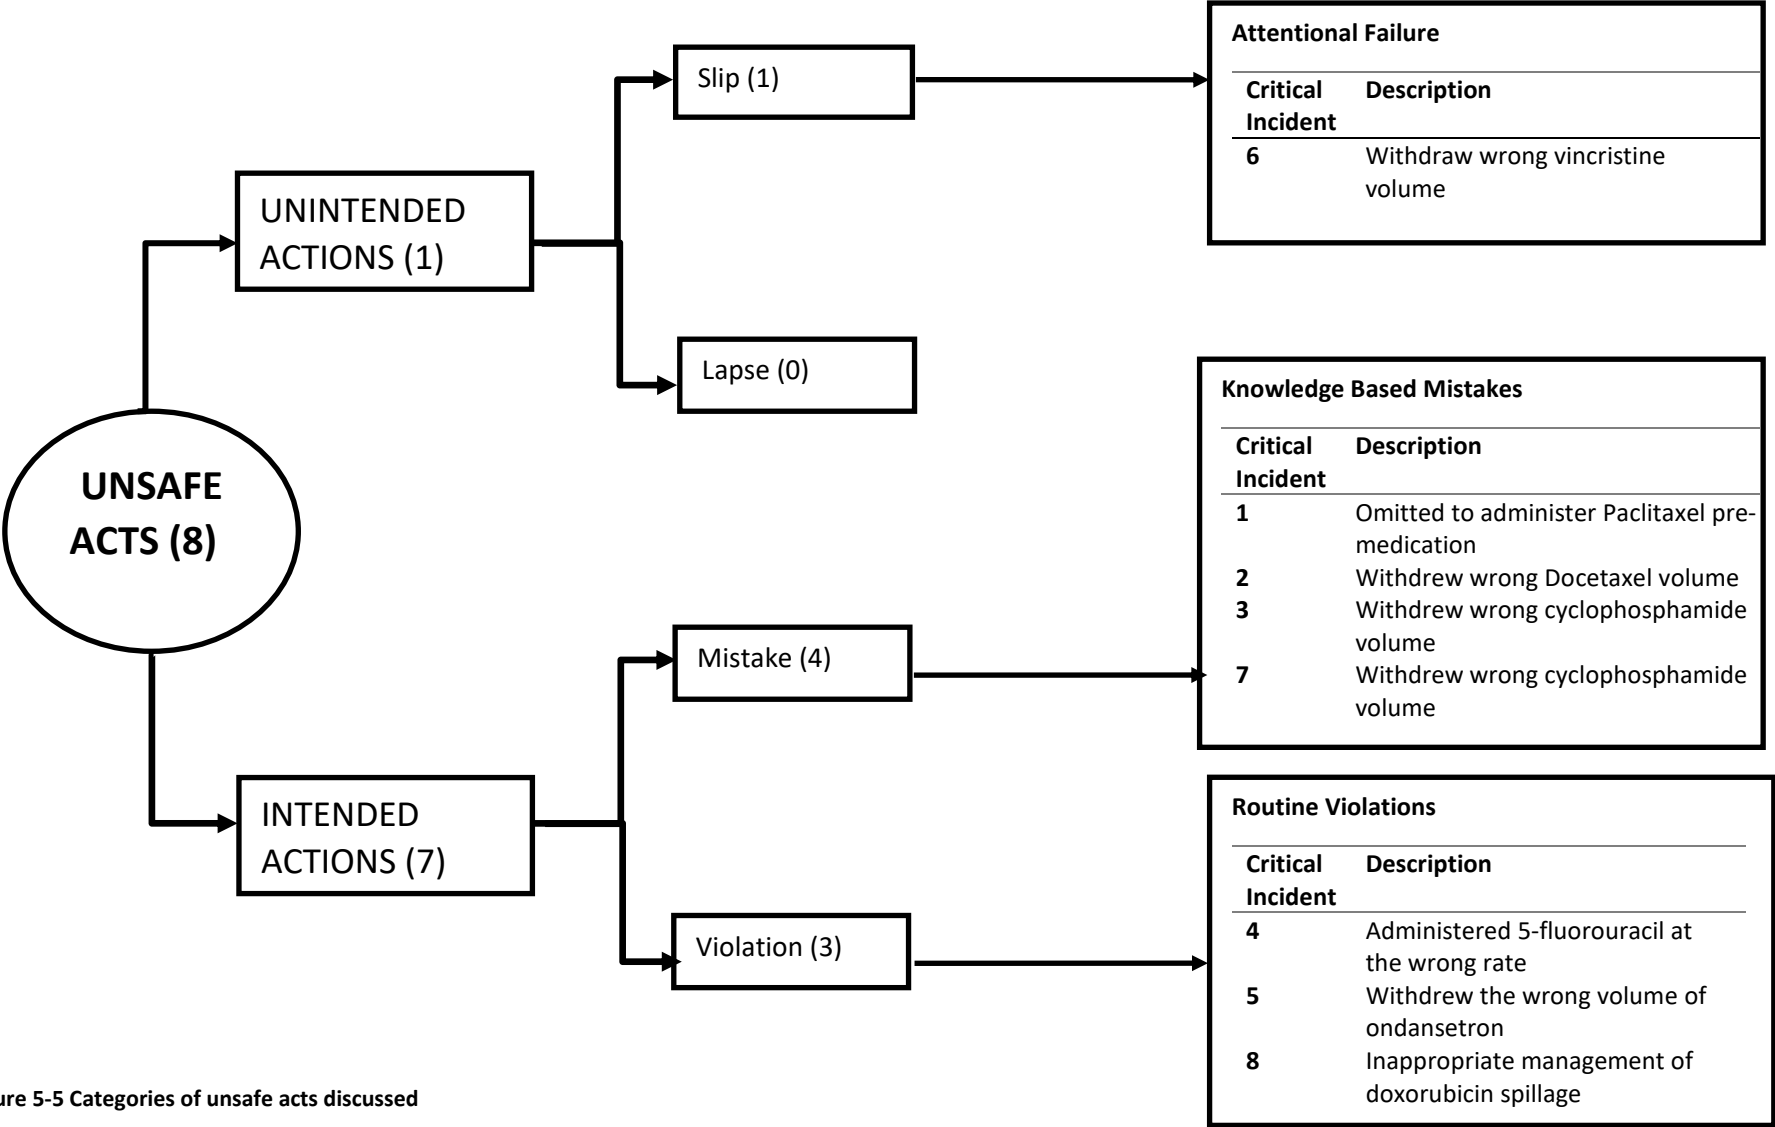 Slip (1)
UNINTENDED
ACTIONS (1)
Lapse (0)
UNSAFE
ACTS (8)
Mistake (4)
INTENDED
ACTIONS (7)
Violation (3)
Attentional Failure
Critical Incident Description
6 Withdraw wrong vincristine
volume
Knowledge Based Mistakes
Critical Incident Description
1 Omitted to administer Paclitaxel pre-
medication
2 Withdrew wrong Docetaxel volume
3 Withdrew wrong cyclophosphamide
volume
7 Withdrew wrong cyclophosphamide
volume
Routine Violations
Critical Incident Description
4 Administered 5-fluorouracil at
the wrong rate
5 Withdrew the wrong volume of
ondansetron
8 Inappropriate management of
doxorubicin spillage
ure 5-5 Categories of unsafe acts discussed